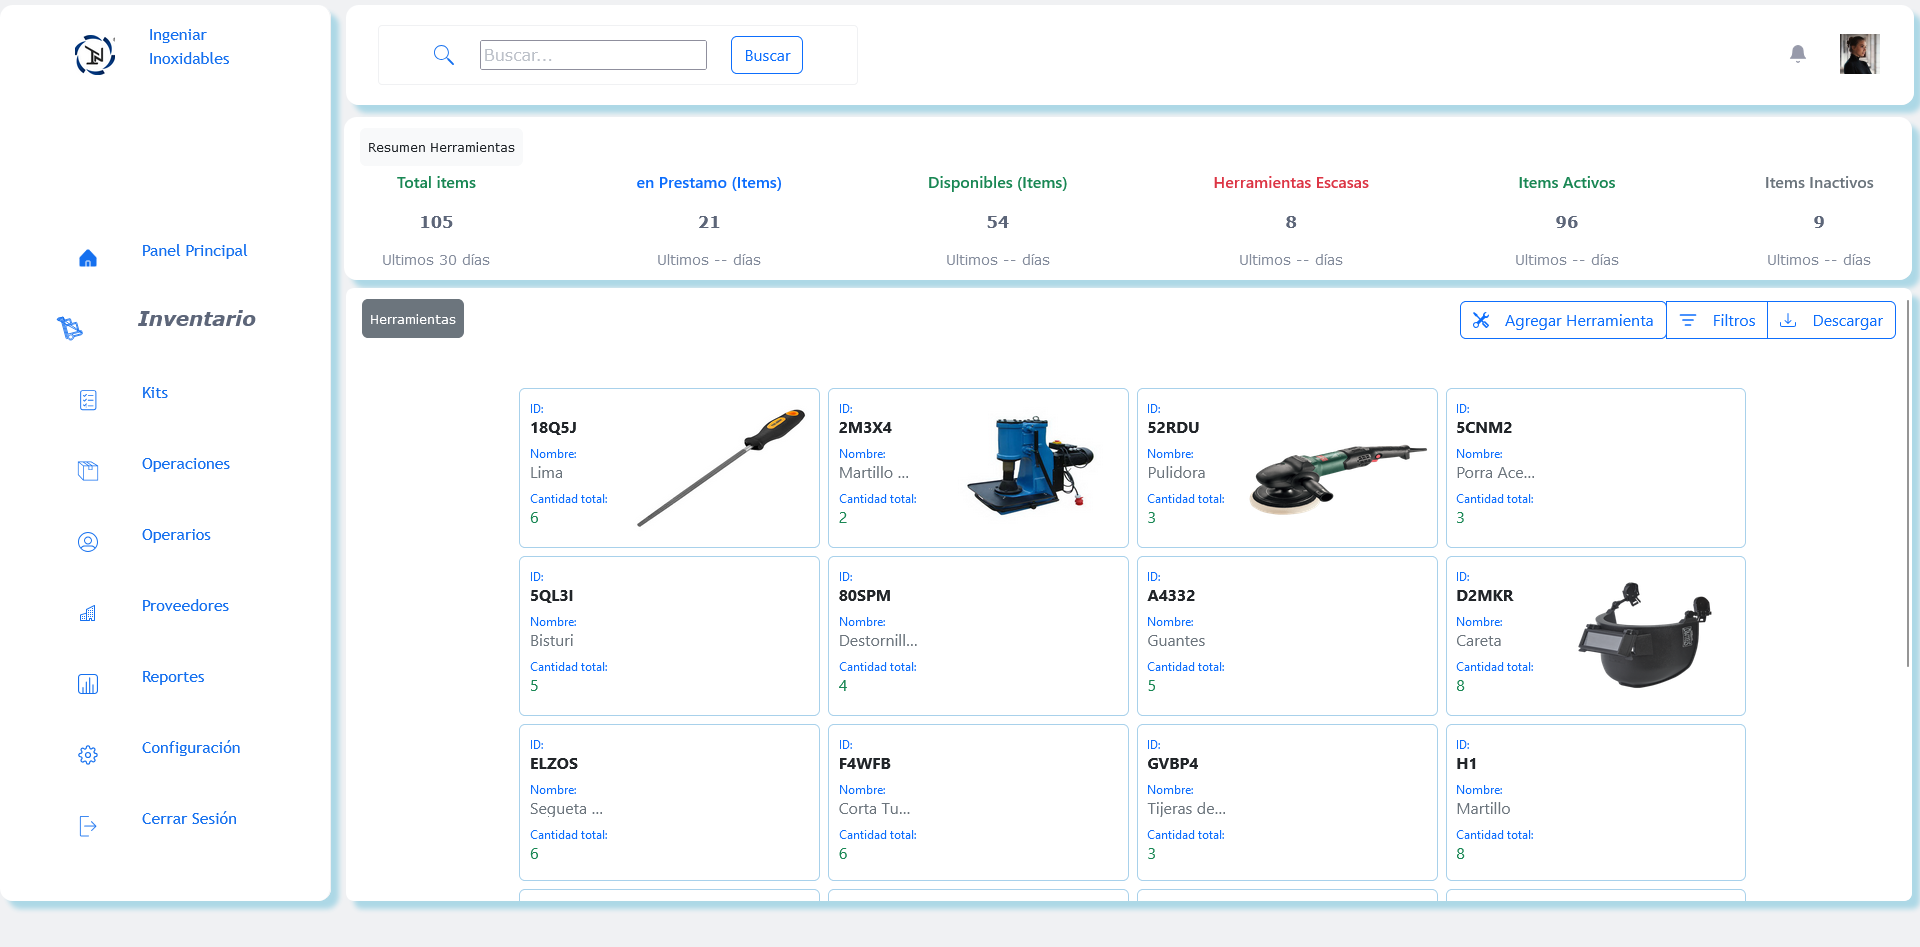 Ingeniar
Inoxidables
Panel Principal
Inventario
Kits
Operaciones
Operarios
Proveedores
Reportes
Configuración
Cerrar Sesión
Buscar...
Buscar
Resumen Herramientas
Total items
105
Ultimos 30 días
en Prestamo (Items)
21
Ultimos -- días
Disponibles (Items)
54
Ultimos -- días
Herramientas Escasas
8
Ultimos -- días
Items Activos
96
Ultimos -- días
Items Inactivos
9
Ultimos -- días
Herramientas
Agregar Herramienta
Filtros
Descargar
ID:
18Q5J
Nombre:
Lima
Cantidad total:
6
ID:
2M3X4
Nombre:
Martillo ...
Cantidad total:
2
ID:
52RDU
Nombre:
Pulidora
Cantidad total:
3
ID:
5CNM2
Nombre:
Porra Ace...
Cantidad total:
3
ID:
5QL3I
Nombre:
Bisturi
Cantidad total:
5
ID:
80SPM
Nombre:
Destornill...
Cantidad total:
4
ID:
A4332
Nombre:
Guantes
Cantidad total:
5
ID:
D2MKR
Nombre:
Careta
Cantidad total:
8
ID:
ELZOS
Nombre:
Segueta ...
Cantidad total:
6
ID:
F4WFB
Nombre:
Corta Tu...
Cantidad total:
6
ID:
GVBP4
Nombre:
Tijeras de...
Cantidad total:
3
ID:
H1
Nombre:
Martillo
Cantidad total:
8